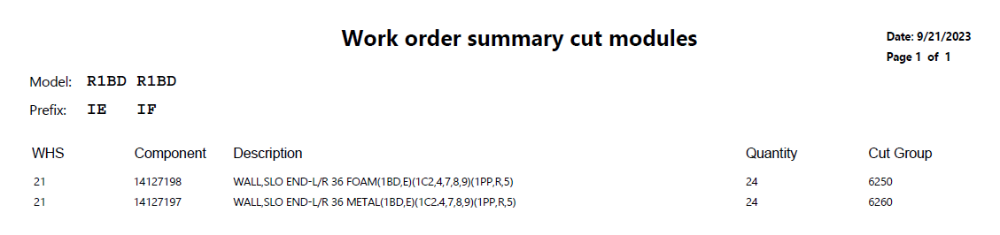 Work order summary cut modules
Date: 9/21/2023
Page 1 of 1
Model: R1BD R1BD
Prefix: IE IF
WHS Component Description Quantity Cut Group
21 14127198 WALL,SLO END-L/R 36 FOAM(1BD,E)(1C2,4,7,8,9)(1PP,R,5) 24 6250
21 14127197 WALL,SLO END-L/R 36 METAL(1BD,E)(1C2.4,7,8,9)(1PP,R,5) 24 6260